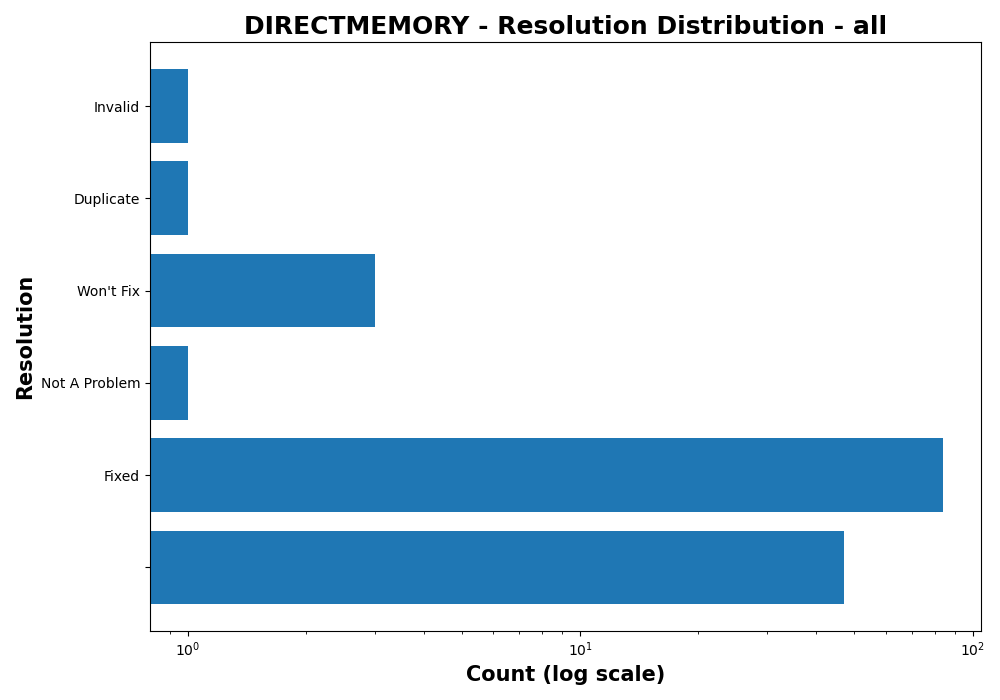 DIRECTMEMORY - Resolution Distribution - all
Invalid
Duplicate
Won't Fix
Not A Problem
Fixed
Resolution
10⁰
10¹
10²
Count (log scale)